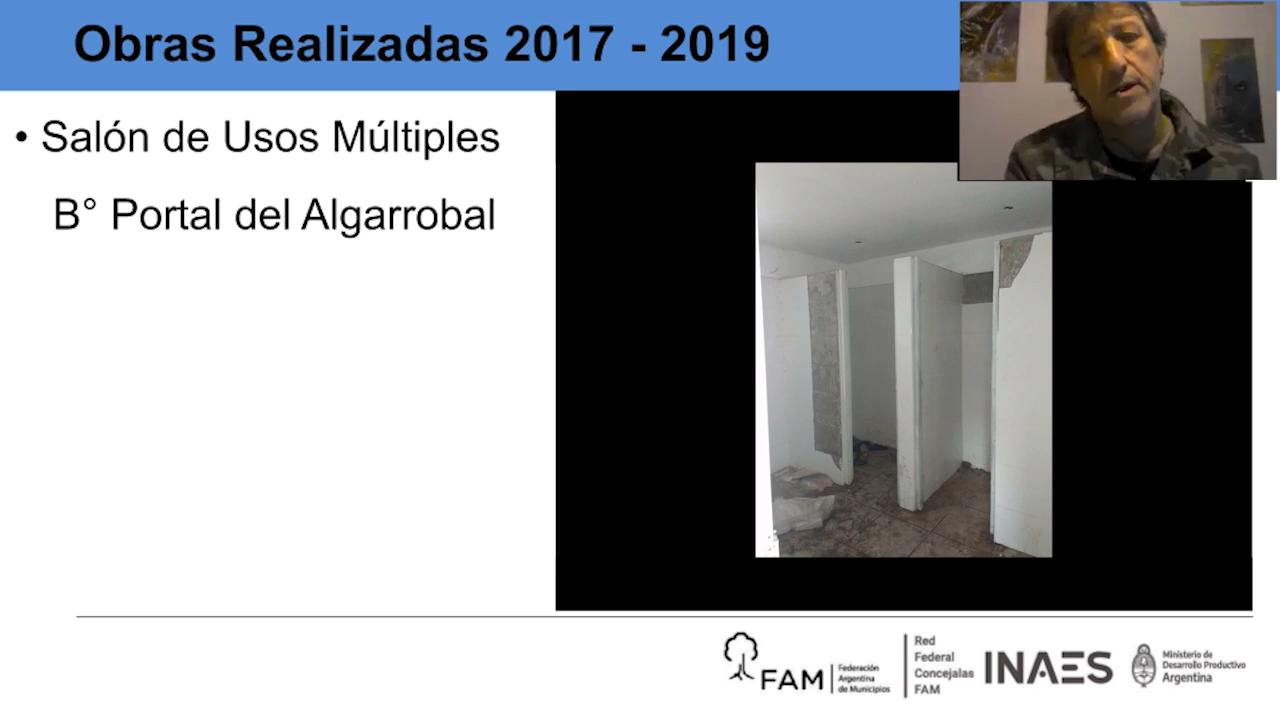 Obras Realizadas 2017 - 2019
• Salón de Usos Múltiples
B° Portal del Algarrobal
FAM
Federación
Argentina
de Municipios
Red
Federal
Concejalas
FAM
INAES
Ministerio de
Desarrollo Productivo
Argentina